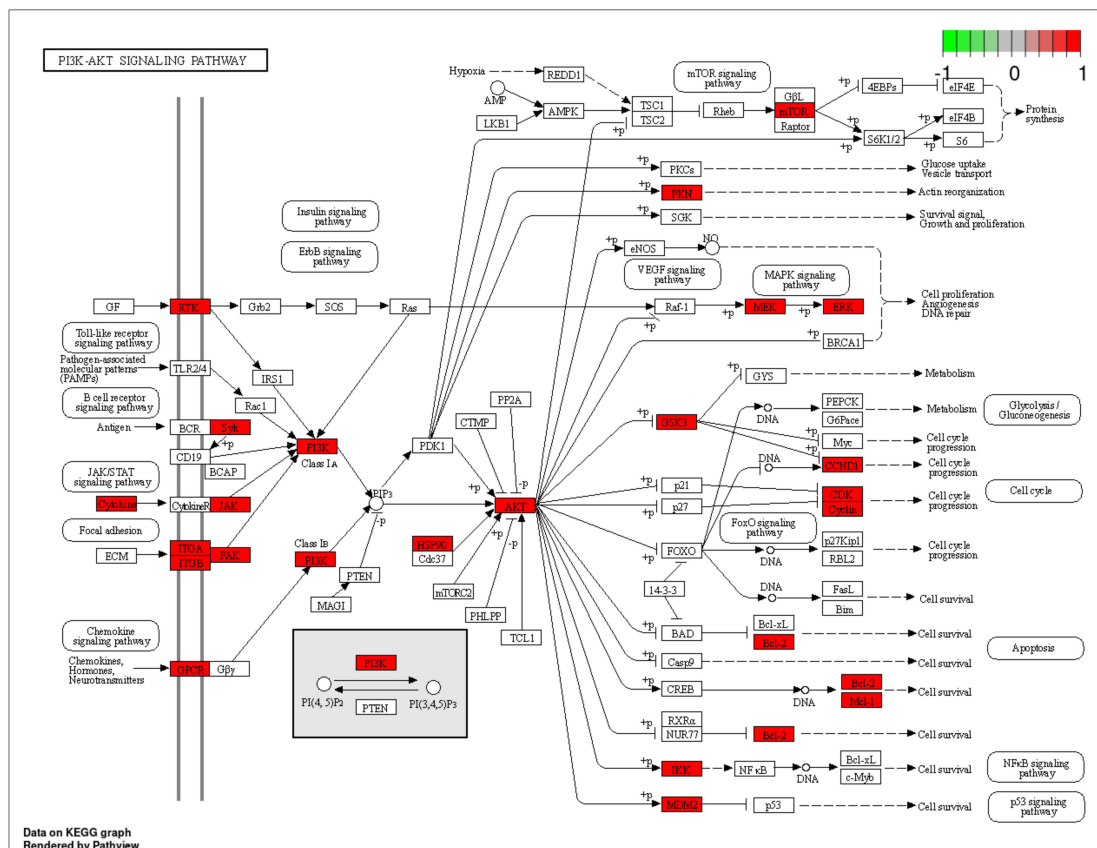 PI3K-AKT SIGNALING PATHWAY
-1 0 1
Hypoxia
REDD1
mTOR signaling
pathway
AMP
LKB1
AMPK
TSC1
TSC2
+p
Rheb
GβL
mTOR
Raptor
+p
4EBPs
eIF4E
+p
+p
S6K1/2
+p
eIF4B
+p
S6
Protein
synthesis
+p
PKCs
Glucose uptake
Vesicle transport
+p
PKN
Actin reorganization
+p
SGK
Survival signal,
Growth and proliferation
Insulin signaling
pathway
ErbB signaling
pathway
+p
eNOS
NO
VEGF signaling
pathway
MAPK signaling
pathway
GF
RTK
Grb2
SOS
Ras
Raf-1
+p
MEK
+p
ERK
+p
+p
BRCA1
Cell proliferation
Angiogenesis
DNA repair
Toll-like receptor
signaling pathway
Pathogen-associated
molecular patterns
(PAMPs)
TLR2/4
IRS1
Rac1
B cell receptor
signaling pathway
Antigen
BCR
Syk
+p
CD19
BCAP
PI3K
Class IA
PDK1
CTMP
PP2A
+p
GYS
Metabolism
+p
GSK3
DNA
PEPCK
G6Pace
Metabolism
Glycolysis /
Gluconeogenesis
Myc
Cell cycle
progression
DNA
CCND1
Cell cycle
progression
JAK/STAT
signaling pathway
Cytokine
CytokineR
JAK
PIP3
-p
+p
-p
AKT
+p
-p
+p
p21
+p
p27
CDK
Cyclin
Cell cycle
progression
Cell cycle
Focal adhesion
ECM
ITGA
ITGB
FAK
Class IB
PI3K
PTEN
MAGI
HSP90
Cdc37
mTORC2
PHLPP
TCL1
FoxO signaling
pathway
+p
FOXO
DNA
p27Kip1
RBL2
Cell cycle
progression
14-3-3
DNA
FasL
Bim
Cell survival
Chemokine
signaling pathway
Chemokines,
Hormones,
Neurotransmitters
GPCR
Gβγ
PI3K
PI(4, 5)P2
PTEN
PI(3,4,5)P3
+p
BAD
Bcl-xL
Bcl-2
Cell survival
Apoptosis
+p
Casp9
Cell survival
+p
CREB
DNA
Bcl-2
Mcl-1
Cell survival
+p
RXRα
NUR77
Bcl-2
Cell survival
+p
IKK
NFκB
DNA
Bcl-xL
c-Myb
Cell survival
NFκB signaling
pathway
+p
MDM2
p53
Cell survival
p53 signaling
pathway
Data on KEGG graph
Rendered by Pathview